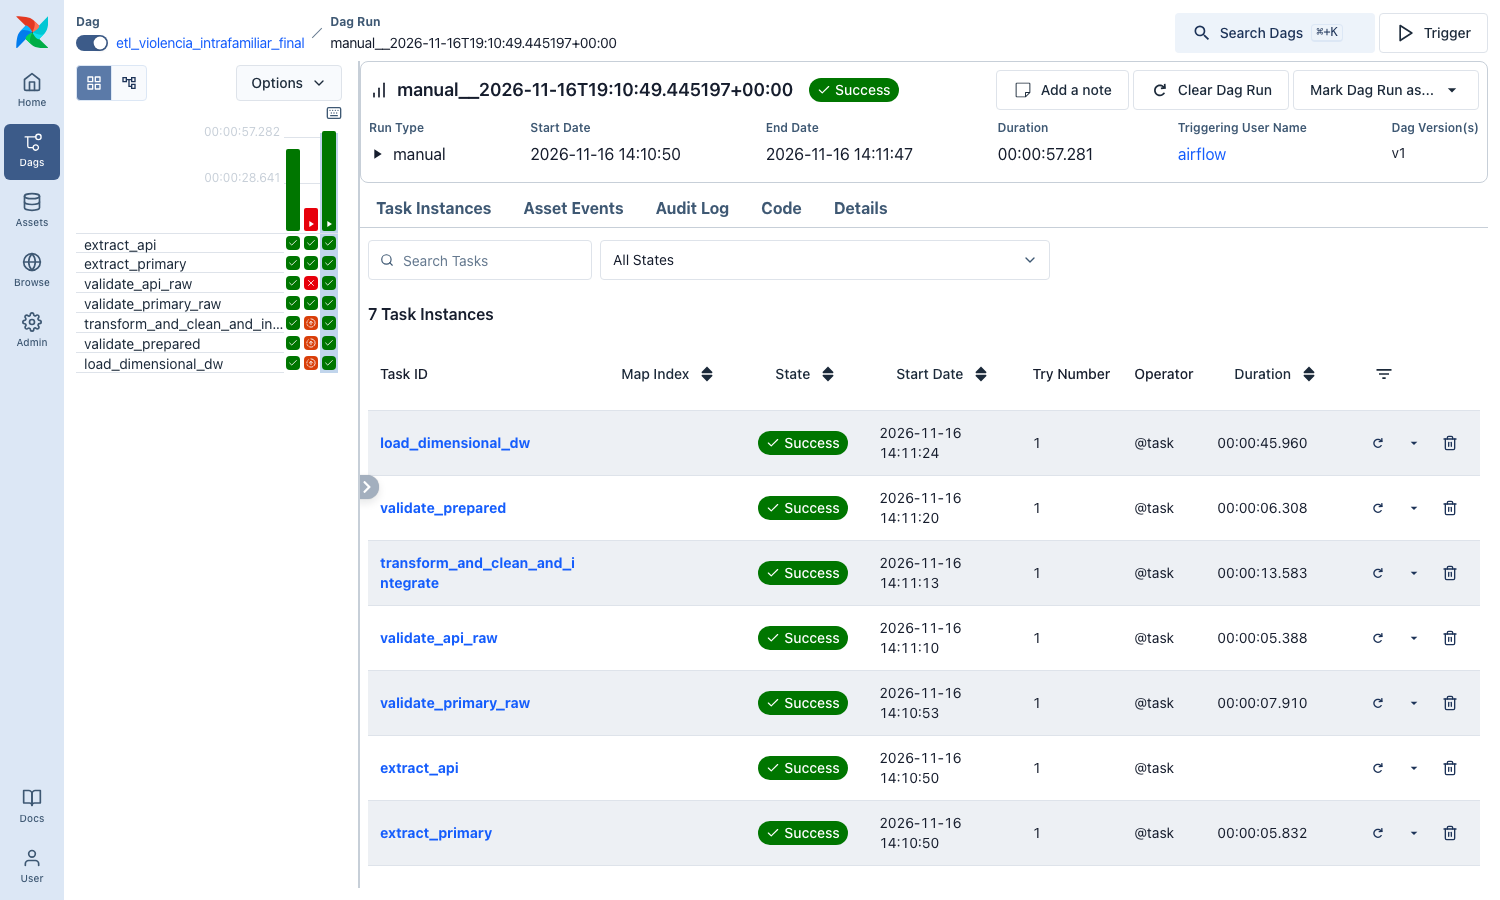 Dag
etl_violencia_intrafamiliar_final
Dag Run
manual__2026-11-16T19:10:49.445197+00:00
Search Dags ⌘+K
Trigger
Home
Dags
Assets
Browse
Admin
Docs
User
Options
00:00:57.282
00:00:28.641
extract_api
extract_primary
validate_api_raw
validate_primary_raw
transform_and_clean_and_in...
validate_prepared
load_dimensional_dw
manual__2026-11-16T19:10:49.445197+00:00 Success
Add a note
Clear Dag Run
Mark Dag Run as...
Run Type Start Date End Date Duration Triggering User Name Dag Version(s)
manual 2026-11-16 14:10:50 2026-11-16 14:11:47 00:00:57.281 airflow v1
Task Instances Asset Events Audit Log Code Details
Search Tasks
All States
7 Task Instances
Task ID Map Index State Start Date Try Number Operator Duration
load_dimensional_dw Success 2026-11-16 14:11:24 1 @task 00:00:45.960
validate_prepared Success 2026-11-16 14:11:20 1 @task 00:00:06.308
transform_and_clean_and_i
ntegrate Success 2026-11-16 14:11:13 1 @task 00:00:13.583
validate_api_raw Success 2026-11-16 14:11:10 1 @task 00:00:05.388
validate_primary_raw Success 2026-11-16 14:10:53 1 @task 00:00:07.910
extract_api Success 2026-11-16 14:10:50 1 @task
extract_primary Success 2026-11-16 14:10:50 1 @task 00:00:05.832